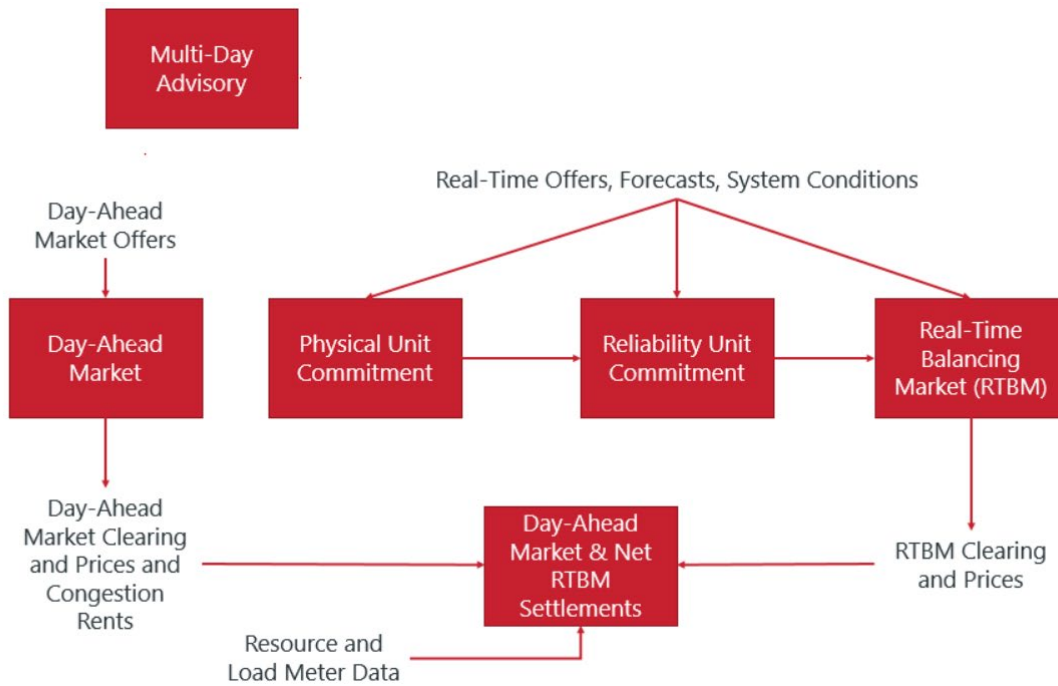 Multi-Day
Advisory
Real-Time Offers, Forecasts, System Conditions
Day-Ahead
Market Offers
Day-Ahead
Market
Physical Unit
Commitment
Reliability Unit
Commitment
Real-Time
Balancing
Market (RTBM)
Day-Ahead
Market Clearing
and Prices and
Congestion
Rents
Day-Ahead
Market & Net
RTBM
Settlements
RTBM Clearing
and Prices
Resource and
Load Meter Data